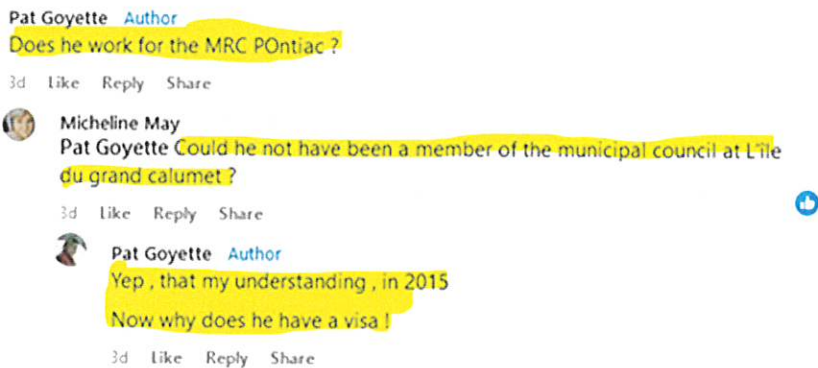 Pat Goyette Author
Does he work for the MRC POntiac ?
3d Like Reply Share
Micheline May
Pat Goyette Could he not have been a member of the municipal council at L'île
du grand calumet ?
3d Like Reply Share
Pat Goyette Author
Yep , that my understanding , in 2015
Now why does he have a visa !
3d Like Reply Share